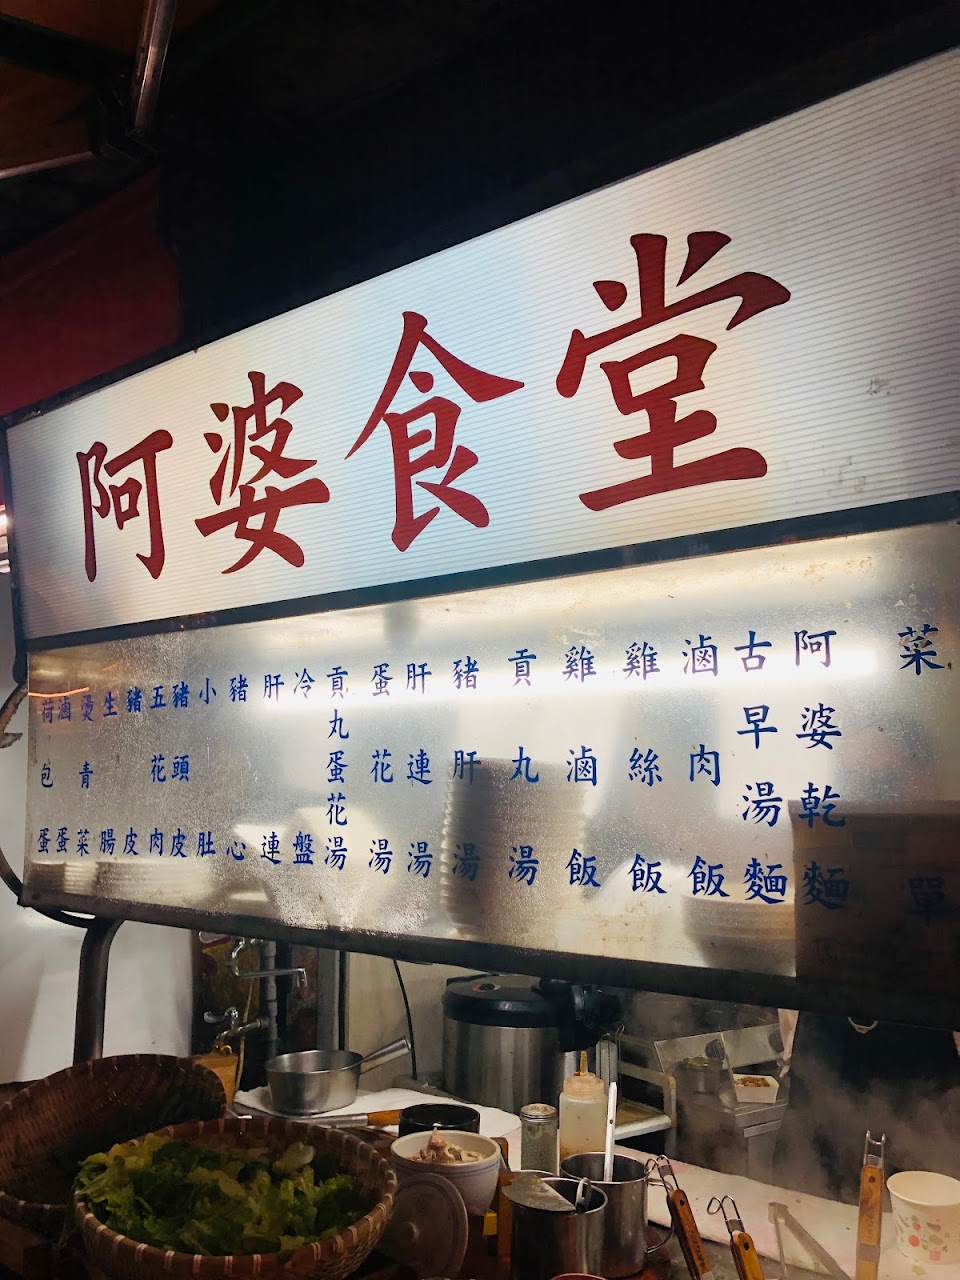 阿婆食堂
菜單
阿婆乾麵
古早湯麵
滷肉飯
雞絲飯
雞滷飯
貢丸湯
豬肝湯
肝連湯
蛋花湯
貢丸蛋花湯
冷盤
肝連
豬心
小肚
豬頭皮
五花肉
豬皮
生腸
燙青菜
滷蛋
荷包蛋